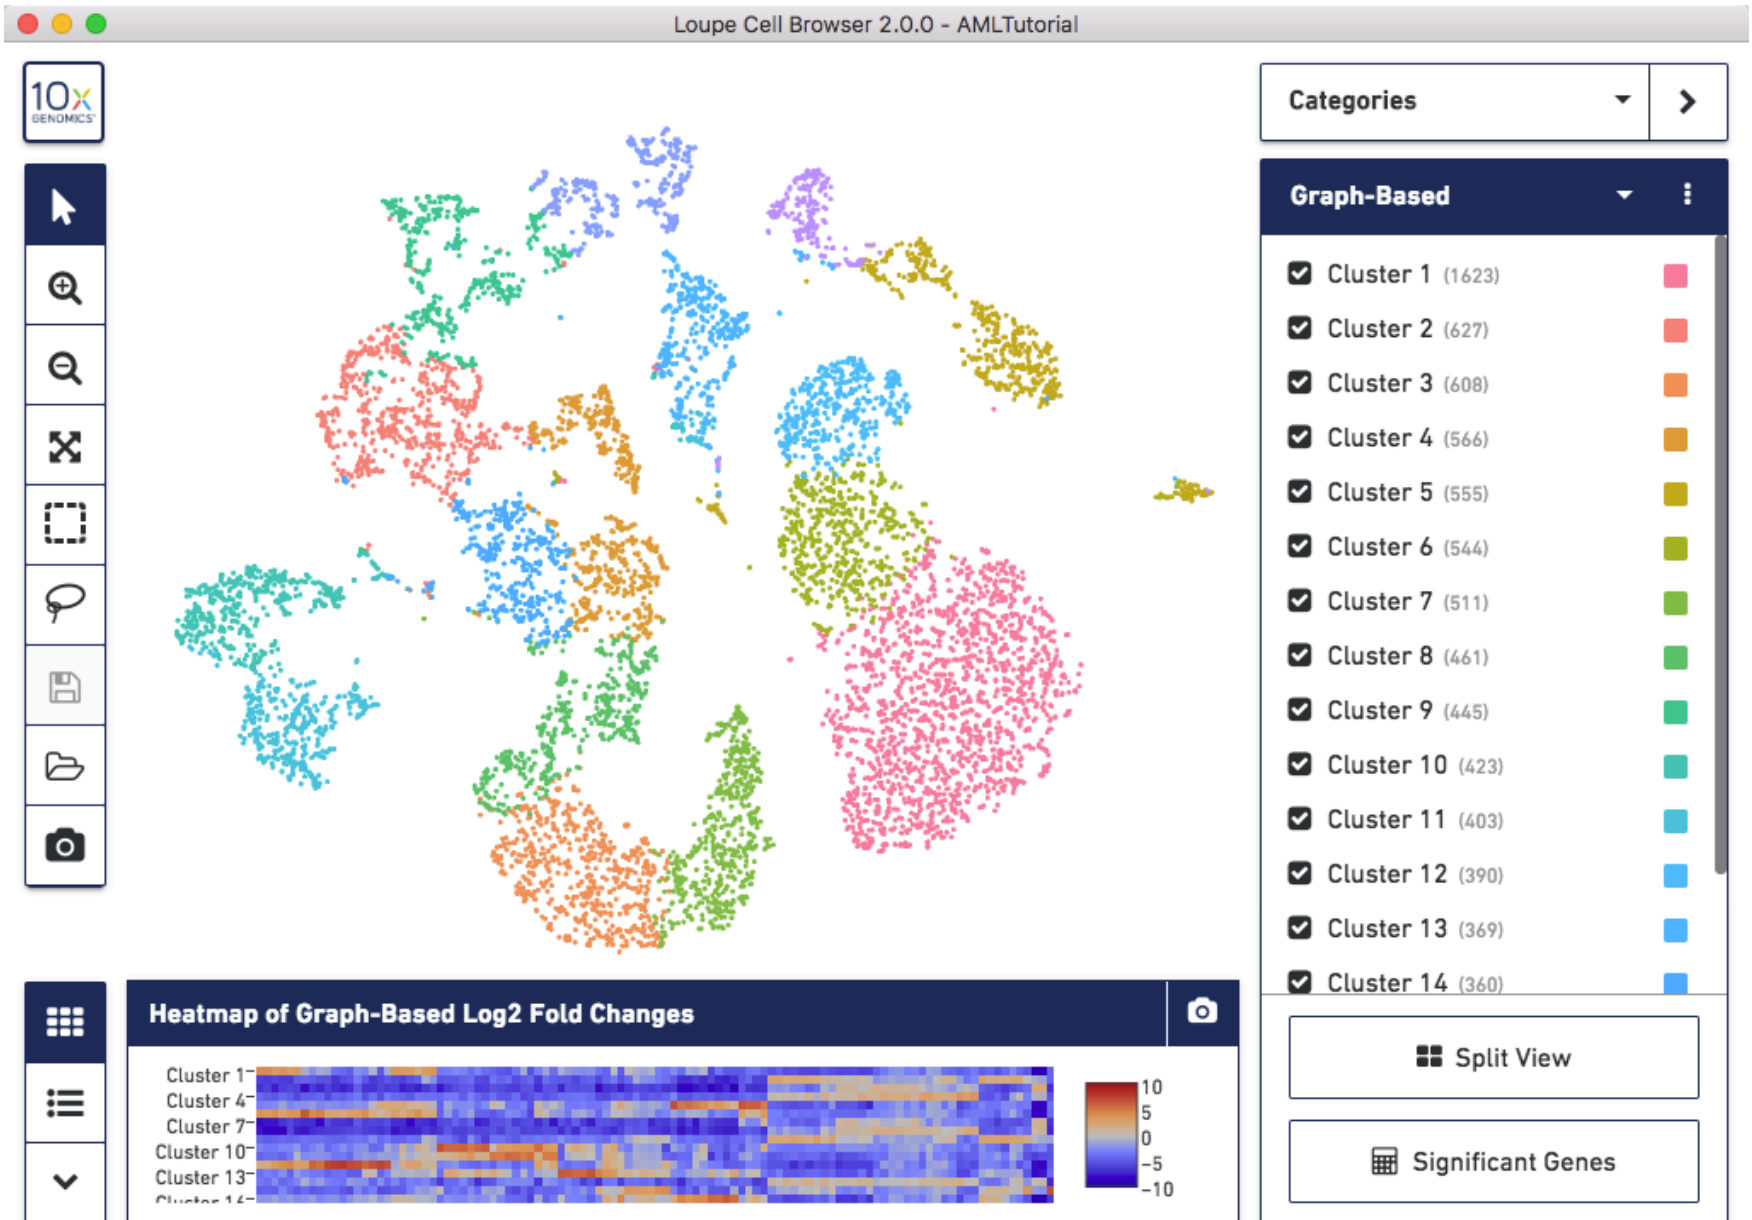 Loupe Cell Browser 2.0.0 - AMLTutorial
10x
GENOMICS
Categories
Graph-Based
Cluster 1 (1623)
Cluster 2 (627)
Cluster 3 (608)
Cluster 4 (566)
Cluster 5 (555)
Cluster 6 (544)
Cluster 7 (511)
Cluster 8 (461)
Cluster 9 (445)
Cluster 10 (423)
Cluster 11 (403)
Cluster 12 (390)
Cluster 13 (369)
Cluster 14 (360)
Split View
Significant Genes
Heatmap of Graph-Based Log2 Fold Changes
Cluster 1
Cluster 4
Cluster 7
Cluster 10
Cluster 13
Cluster 16
10
5
0
-5
-10